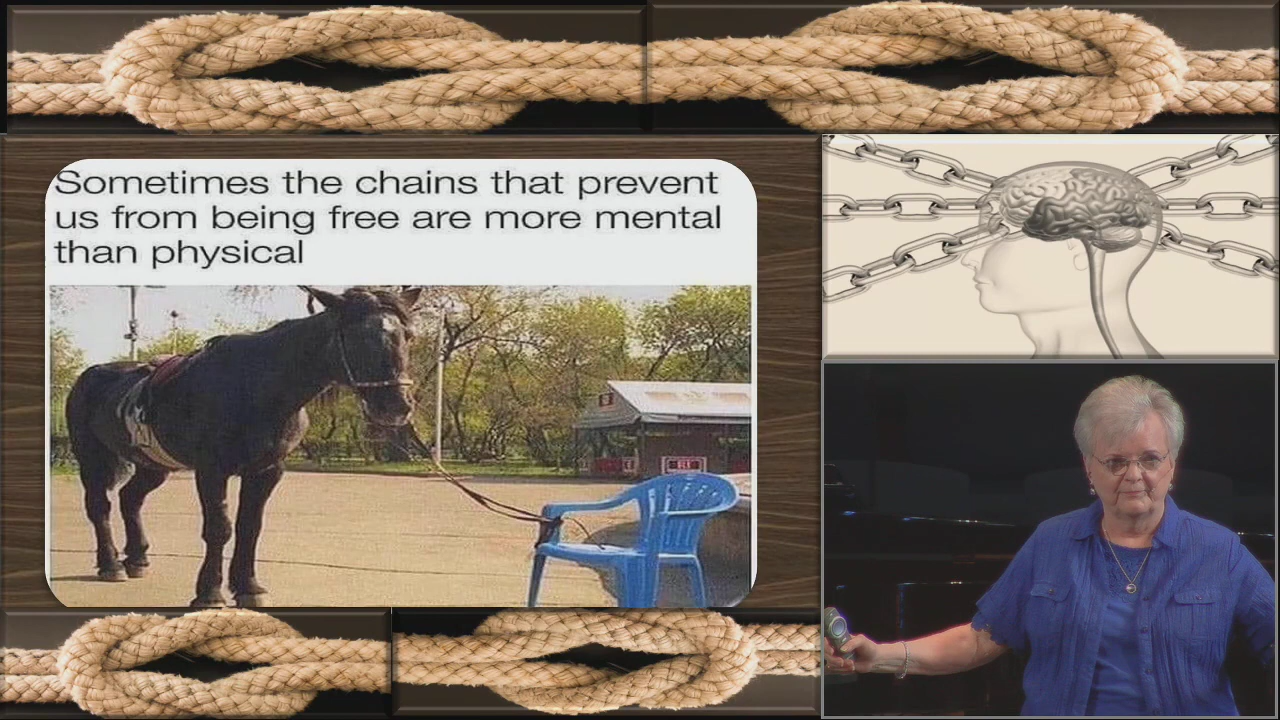 Sometimes the chains that prevent
us from being free are more mental
than physical